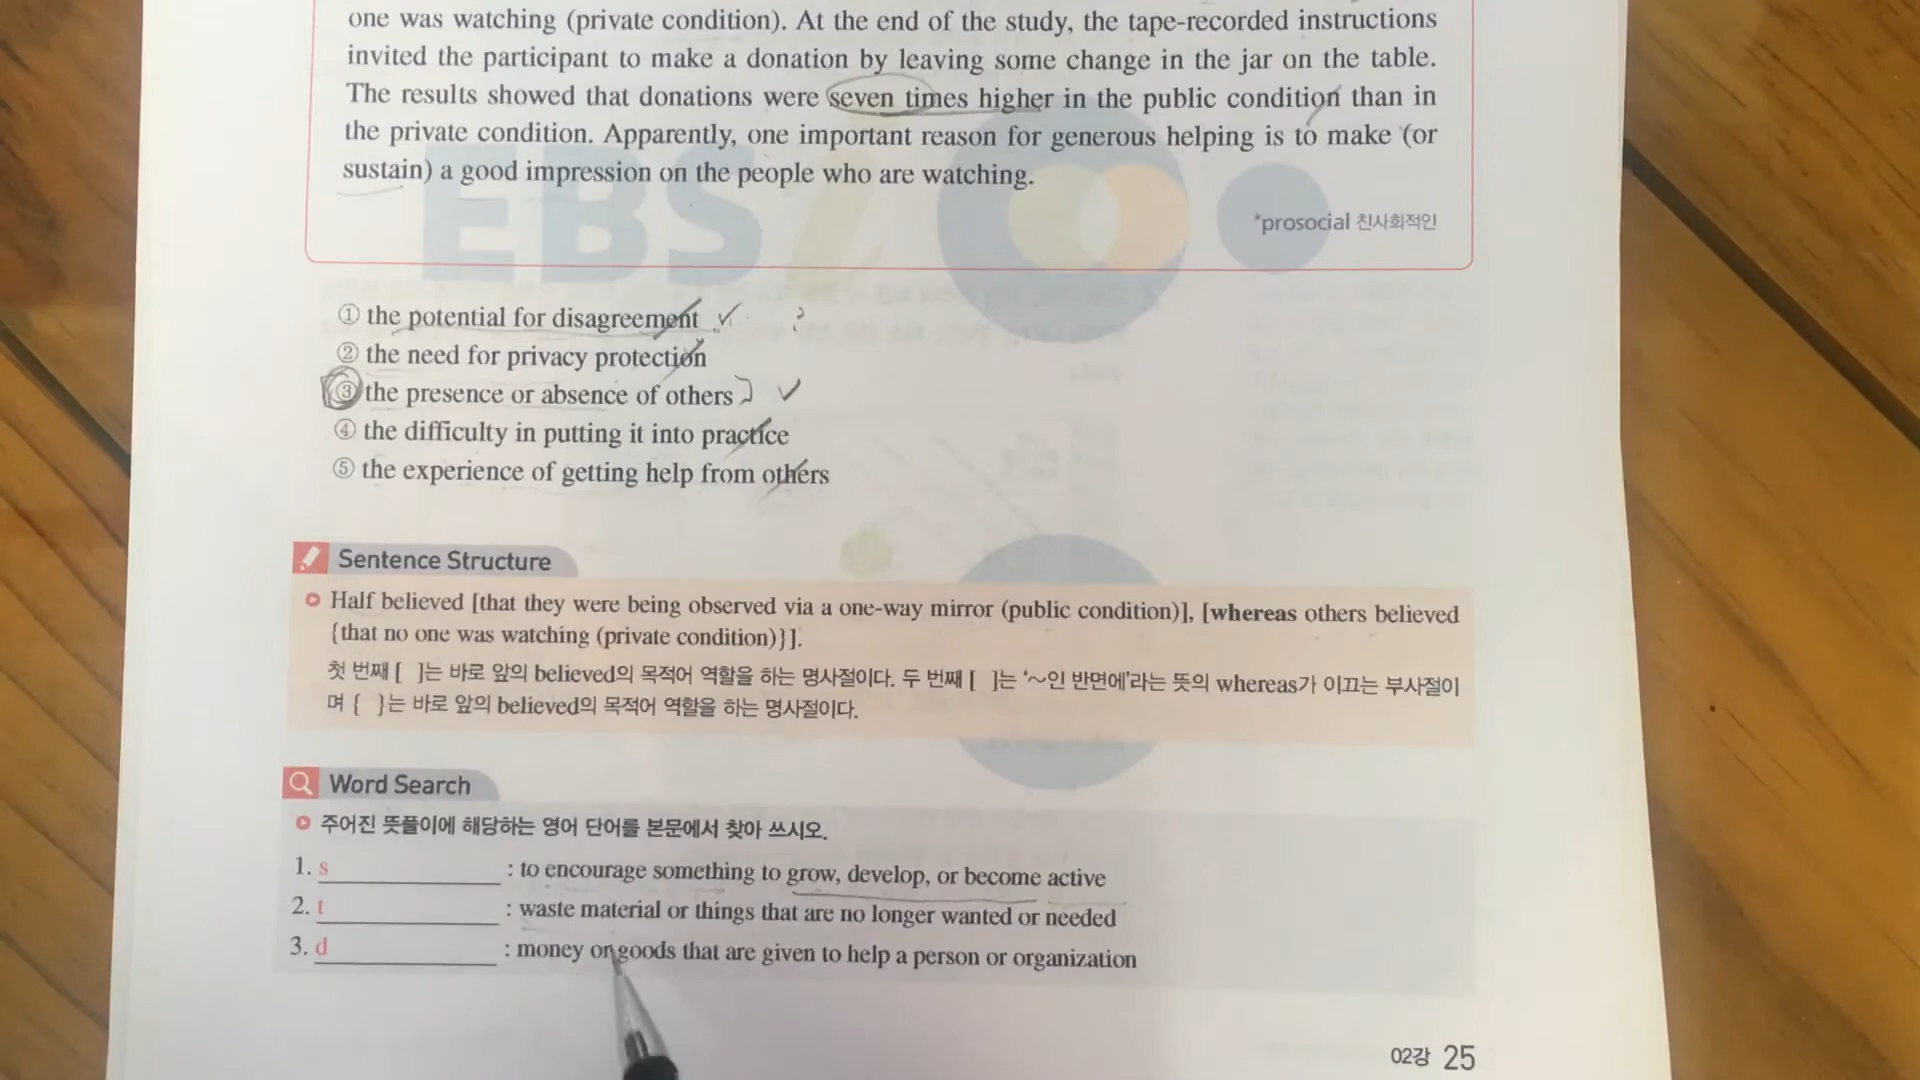 one was watching (private condition). At the end of the study, the tape-recorded instructions
invited the participant to make a donation by leaving some change in the jar on the table.
The results showed that donations were seven times higher in the public condition than in
the private condition. Apparently, one important reason for generous helping is to make (or
sustain) a good impression on the people who are watching.
EBS
*prosocial 친사회적인
① the potential for disagreement
② the need for privacy protection
③ the presence or absence of others
④ the difficulty in putting it into practice
⑤ the experience of getting help from others
Sentence Structure
Half believed [that they were being observed via a one-way mirror (public condition)], [whereas others believed
{that no one was watching (private condition)}].
첫 번째 [ ]는 바로 앞의 believed의 목적어 역할을 하는 명사절이다. 두 번째 [ ]는 '~인 반면에'라는 뜻의 whereas가 이끄는 부사절이
며 { }는 바로 앞의 believed의 목적어 역할을 하는 명사절이다.
Word Search
주어진 뜻풀이에 해당하는 영어 단어를 본문에서 찾아 쓰시오.
1. s : to encourage something to grow, develop, or become active
2. t : waste material or things that are no longer wanted or needed
3. d : money or goods that are given to help a person or organization
02강 25